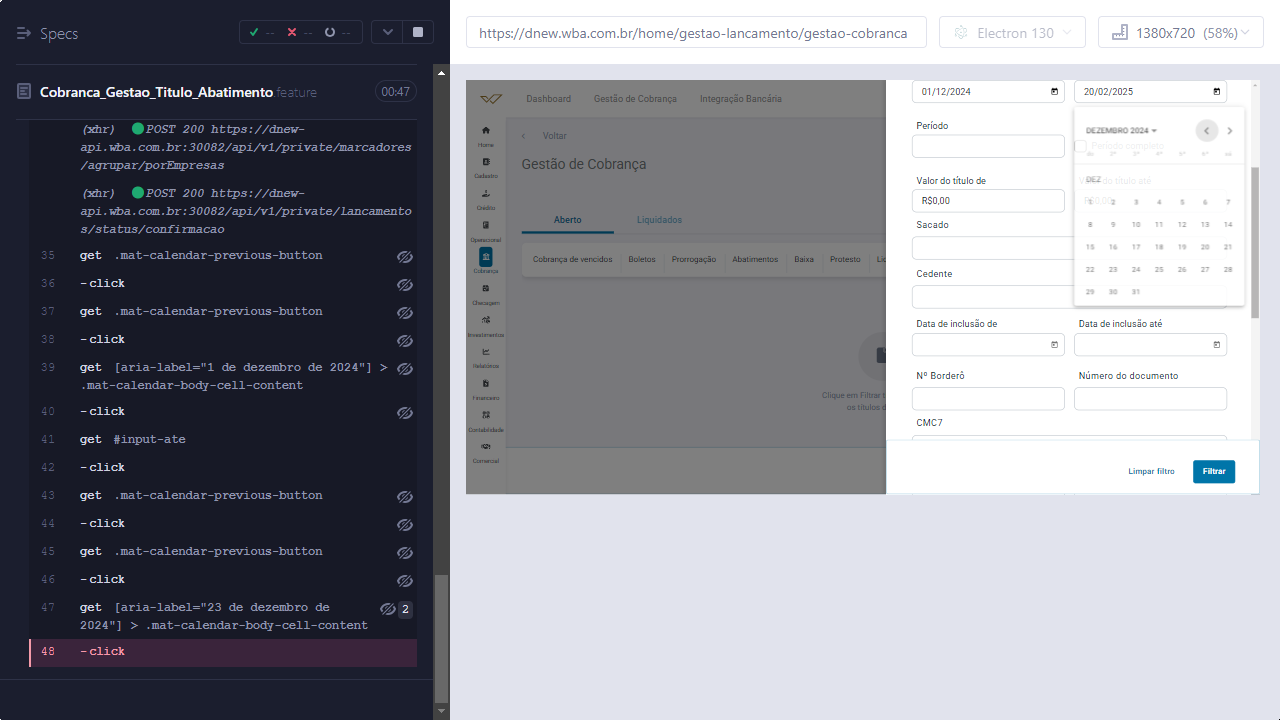 Specs
--
--
--
Cobranca_Gestao_Titulo_Abatimento feature
00:47
(xhr) POST 200 https://dnew-
api.wba.com.br:30082/api/v1/private/marcadores
/agrupar/porEmpresas
(xhr) POST 200 https://dnew-
api.wba.com.br:30082/api/v1/private/lancamento
s/status/confirmacao
35 get .mat-calendar-previous-button
36 -click
37 get .mat-calendar-previous-button
38 -click
39 get [aria-label="1 de dezembro de 2024"] >
.mat-calendar-body-cell-content
40 -click
41 get #input-ate
42 -click
43 get .mat-calendar-previous-button
44 -click
45 get .mat-calendar-previous-button
46 -click
47 get [aria-label="23 de dezembro de
2024"] > .mat-calendar-body-cell-content
2
48 -click
https://dnew.wba.com.br/home/gestao-lancamento/gestao-cobranca
Electron 130
1380x720 (58%)
Dashboard Gestão de Cobrança Integração Bancária
Home
Cadastro
Crédito
Operacional
Cobrança
Checagem
Investimentos
Relatórios
Financeiro
Contabilidade
Comercial
Voltar
Gestão de Cobrança
Aberto Liquidados
Cobrança de vencidos Boletos Prorrogação Abatimentos Baixa Protesto
Clique em Filtrar
os títulos
01/12/2024 20/02/2025
Período
Período completo
Valor do título de
Valor do título até
R$0,00
R$0,00
Sacado
Cedente
DEZEMBRO 2024
DEZ
1 2 3 4 5 6 7
8 9 10 11 12 13 14
15 16 17 18 19 20 21
22 23 24 25 26 27 28
29 30 31
Data de inclusão de Data de inclusão até
Nº Borderô Número do documento
CMC7
Limpar filtro Filtrar